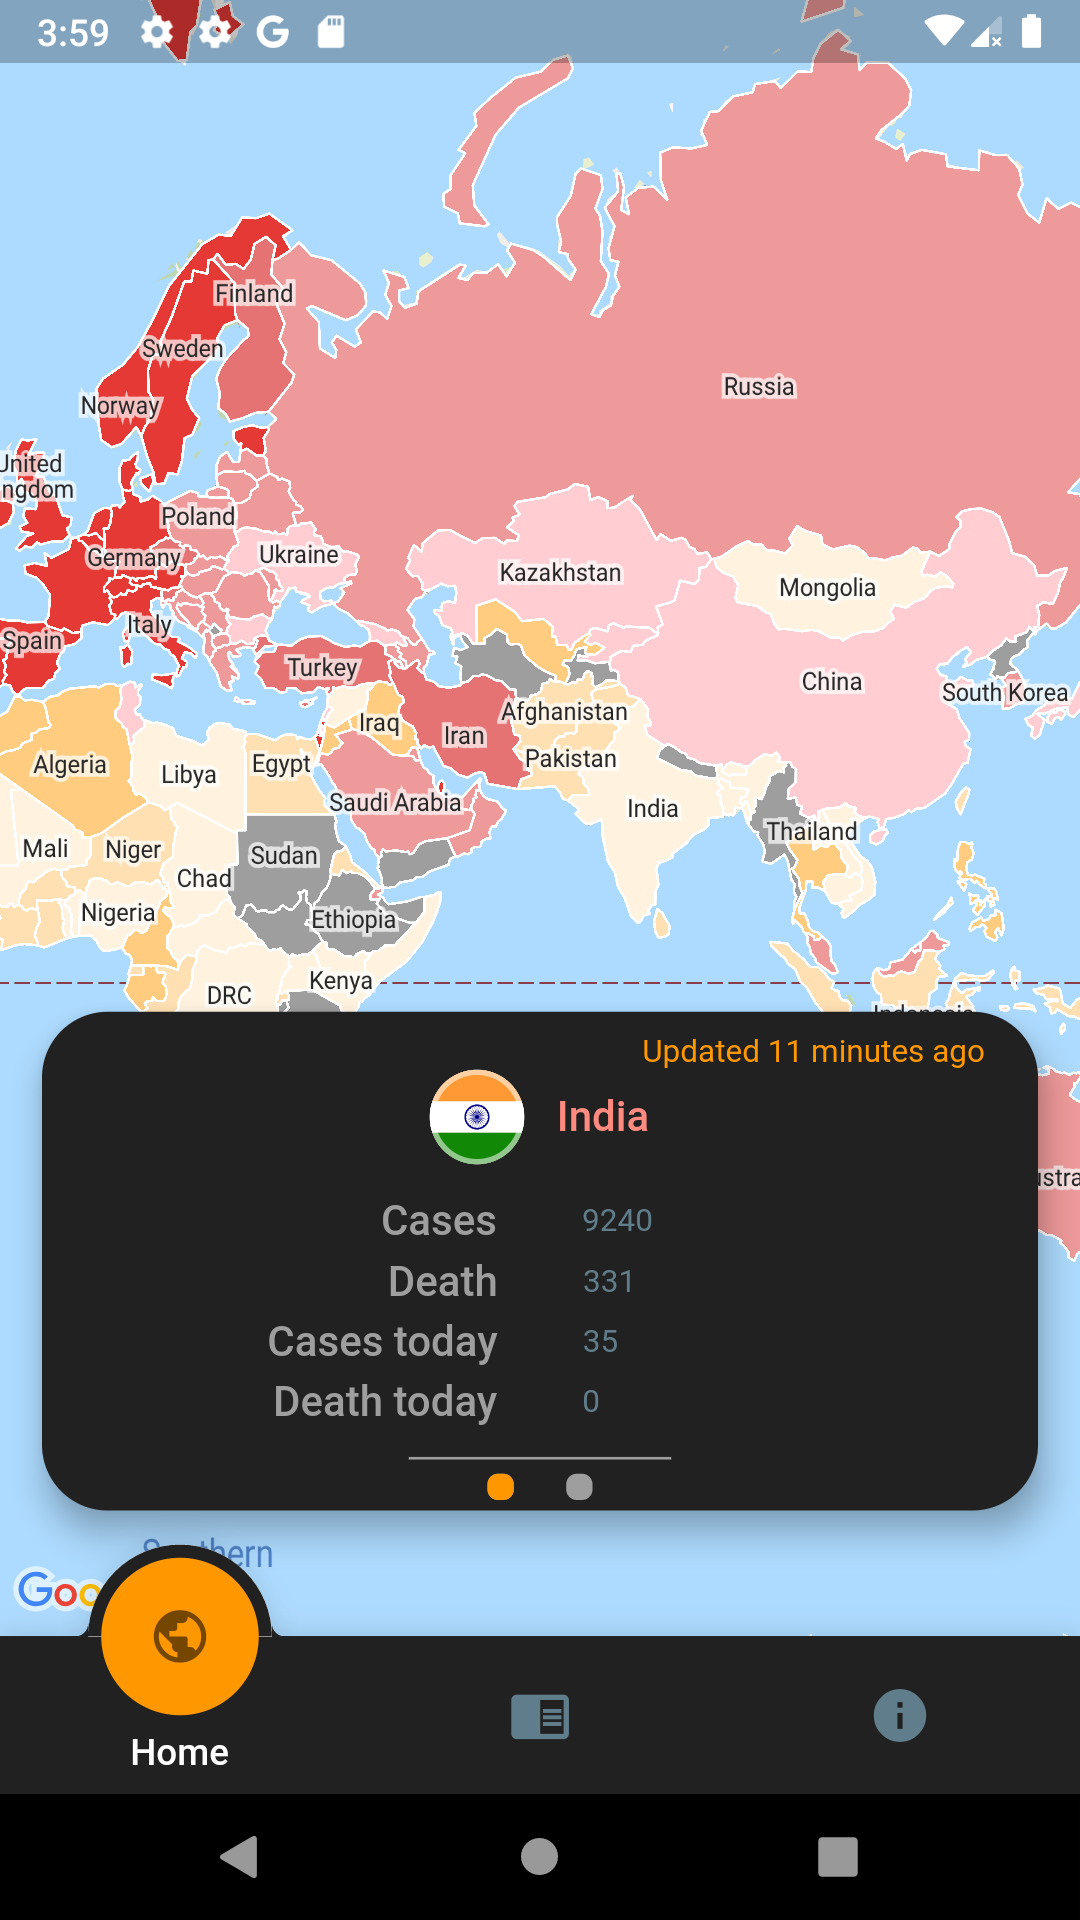 3:59
Finland
Sweden
Russia
Norway
United
ngdom
Poland
Germany
Ukraine
Kazakhstan
Mongolia
Italy
Spain
Turkey
China
South Korea
Afghanistan
Iraq
Iran
Algeria
Libya
Egypt
Pakistan
Saudi Arabia
India
Thailand
Mali
Niger
Sudan
Chad
Nigeria
Ethiopia
Kenya
DRC
Indonesia
Updated 11 minutes ago
India
ustra
Cases 9240
Death 331
Cases today 35
Death today 0
Southern
Goo
Home